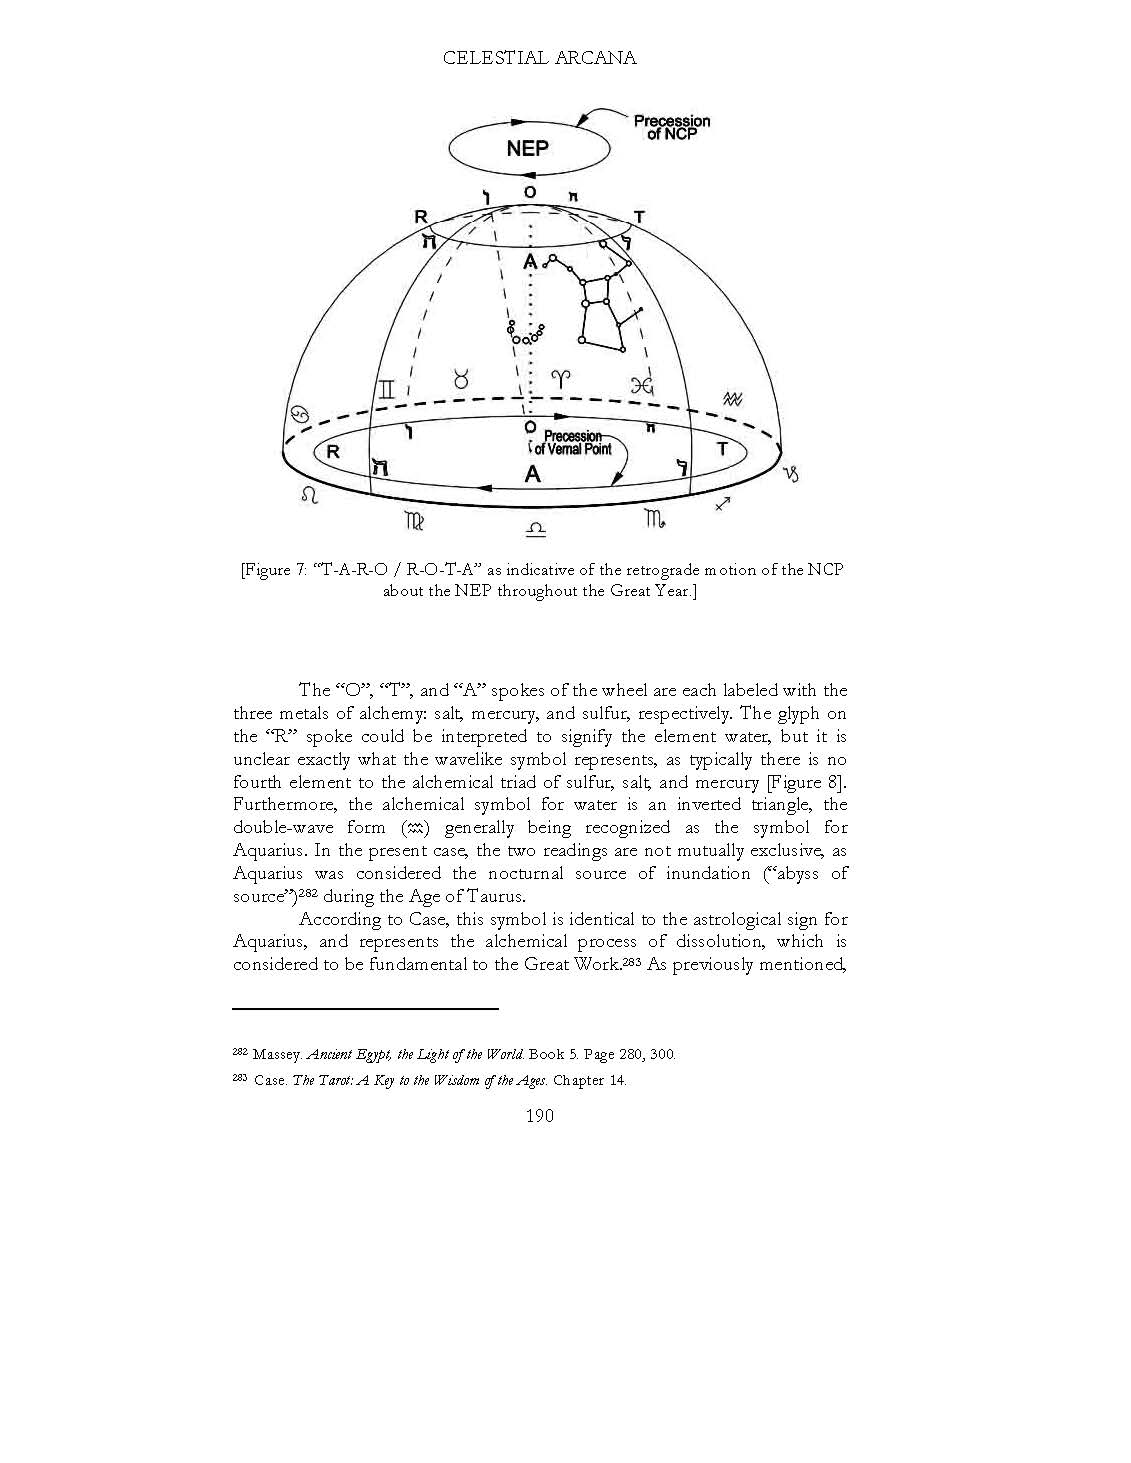 CELESTIAL ARCANA
Precession
of NCP
NEP
ו O
R T
ה
A
♊ ♉ ♈ ♓ ♒
♋
ו O
Precession
of Vernal Point
R T
ה A
♌ ♍ ♎ ♏ ♐ ♑
[Figure 7: “T-A-R-O / R-O-T-A” as indicative of the retrograde motion of the NCP
about the NEP throughout the Great Year.]
The “O”, “T”, and “A” spokes of the wheel are each labeled with the
three metals of alchemy: salt, mercury, and sulfur, respectively. The glyph on
the “R” spoke could be interpreted to signify the element water, but it is
unclear exactly what the wavelike symbol represents, as typically there is no
fourth element to the alchemical triad of sulfur, salt, and mercury [Figure 8].
Furthermore, the alchemical symbol for water is an inverted triangle, the
double-wave form (♒) generally being recognized as the symbol for
Aquarius. In the present case, the two readings are not mutually exclusive, as
Aquarius was considered the nocturnal source of inundation (“abyss of
source”)²⁸² during the Age of Taurus.
According to Case, this symbol is identical to the astrological sign for
Aquarius, and represents the alchemical process of dissolution, which is
considered to be fundamental to the Great Work.²⁸³ As previously mentioned,
²⁸² Massey. Ancient Egypt, the Light of the World. Book 5. Page 280, 300.
²⁸³ Case. The Tarot: A Key to the Wisdom of the Ages. Chapter 14.
190